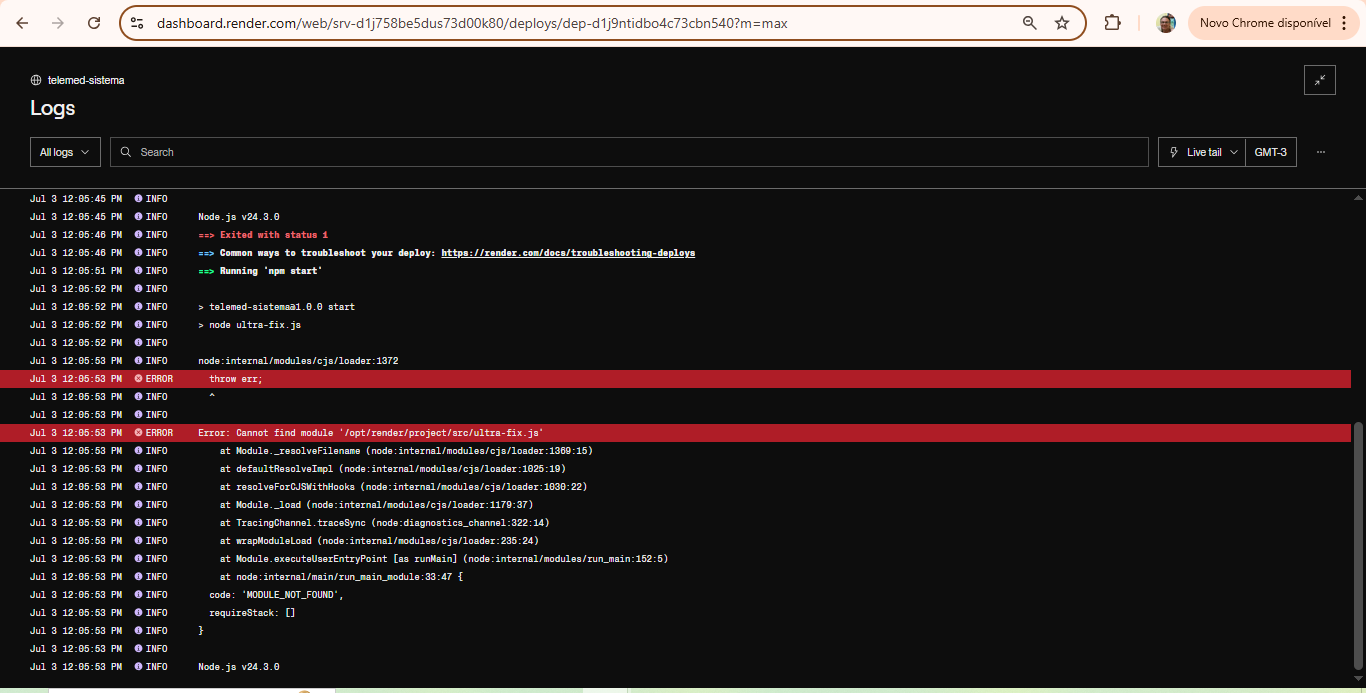 dashboard.render.com/web/srv-d1j758be5dus73d00k80/deploys/dep-d1j9ntidbo4c73cbn540?m=max
Novo Chrome disponível
telemed-sistema
Logs
All logs
Search
Live tail
GMT-3
Jul 3 12:05:45 PM INFO
Jul 3 12:05:45 PM INFO Node.js v24.3.0
Jul 3 12:05:46 PM INFO ==> Exited with status 1
Jul 3 12:05:46 PM INFO ==> Common ways to troubleshoot your deploy: https://render.com/docs/troubleshooting-deploys
Jul 3 12:05:51 PM INFO ==> Running 'npm start'
Jul 3 12:05:52 PM INFO
Jul 3 12:05:52 PM INFO > telemed-sistema@1.0.0 start
Jul 3 12:05:52 PM INFO > node ultra-fix.js
Jul 3 12:05:52 PM INFO
Jul 3 12:05:53 PM INFO node:internal/modules/cjs/loader:1372
Jul 3 12:05:53 PM ERROR throw err;
Jul 3 12:05:53 PM INFO ^
Jul 3 12:05:53 PM INFO
Jul 3 12:05:53 PM ERROR Error: Cannot find module '/opt/render/project/src/ultra-fix.js'
Jul 3 12:05:53 PM INFO at Module._resolveFilename (node:internal/modules/cjs/loader:1369:15)
Jul 3 12:05:53 PM INFO at defaultResolveImpl (node:internal/modules/cjs/loader:1025:19)
Jul 3 12:05:53 PM INFO at resolveForCJSWithHooks (node:internal/modules/cjs/loader:1030:22)
Jul 3 12:05:53 PM INFO at Module._load (node:internal/modules/cjs/loader:1179:37)
Jul 3 12:05:53 PM INFO at TracingChannel.traceSync (node:diagnostics_channel:322:14)
Jul 3 12:05:53 PM INFO at wrapModuleLoad (node:internal/modules/cjs/loader:235:24)
Jul 3 12:05:53 PM INFO at Module.executeUserEntryPoint [as runMain] (node:internal/modules/run_main:152:5)
Jul 3 12:05:53 PM INFO at node:internal/main/run_main_module:33:47 {
Jul 3 12:05:53 PM INFO code: 'MODULE_NOT_FOUND',
Jul 3 12:05:53 PM INFO requireStack: []
Jul 3 12:05:53 PM INFO }
Jul 3 12:05:53 PM INFO
Jul 3 12:05:53 PM INFO Node.js v24.3.0